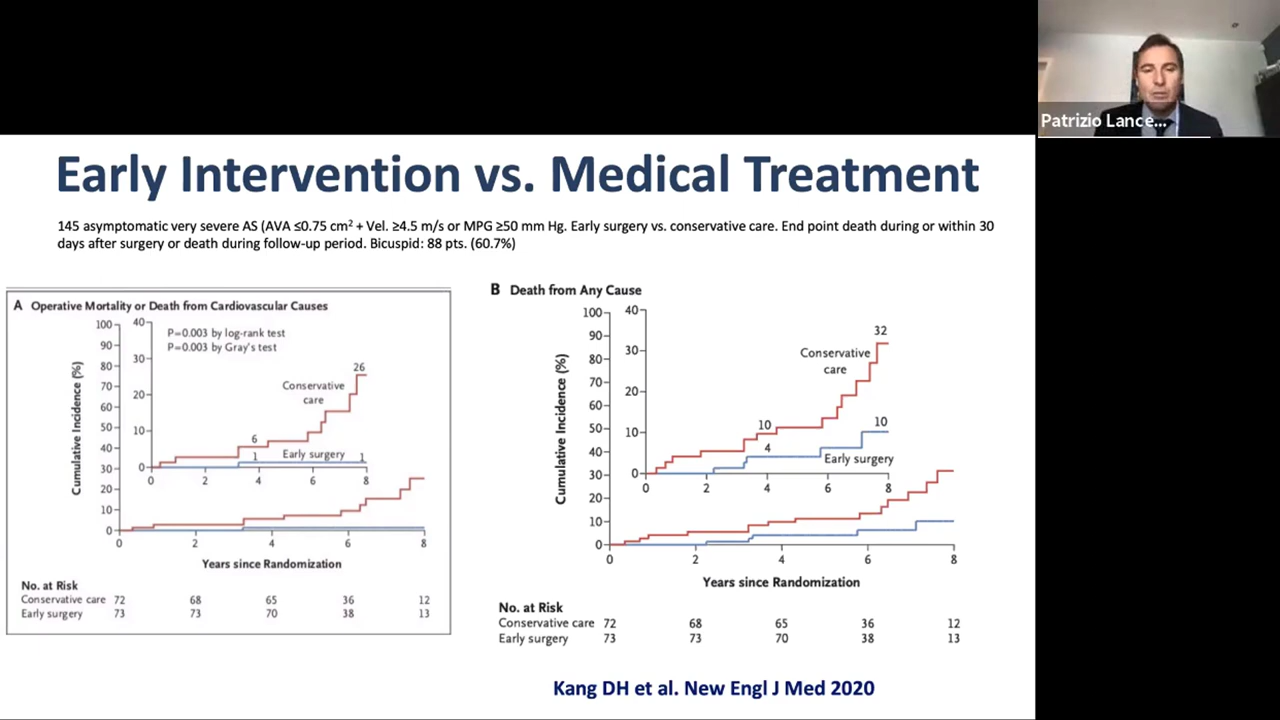 Patrizio Lance...
Early Intervention vs. Medical Treatment
145 asymptomatic very severe AS (AVA ≤0.75 cm² + Vel. ≥4.5 m/s or MPG ≥50 mm Hg. Early surgery vs. conservative care. End point death during or within 30
days after surgery or death during follow-up period. Bicuspid: 88 pts. (60.7%)
A Operative Mortality or Death from Cardiovascular Causes
P=0.003 by log-rank test
P=0.003 by Gray's test
Cumulative Incidence (%)
100
90
80
70
60
50
40
30
20
10
0
40
30
20
10
0
26
Conservative
care
6
1 Early surgery 1
0 2 4 6 8
0 2 4 6 8
Years since Randomization
No. at Risk
Conservative care 72 68 65 36 12
Early surgery 73 73 70 38 13
B Death from Any Cause
Cumulative Incidence (%)
100
90
80
70
60
50
40
30
20
10
0
40
30
20
10
0
32
Conservative
care
10 10
4
Early surgery
0 2 4 6 8
0 2 4 6 8
Years since Randomization
No. at Risk
Conservative care 72 68 65 36 12
Early surgery 73 73 70 38 13
Kang DH et al. New Engl J Med 2020